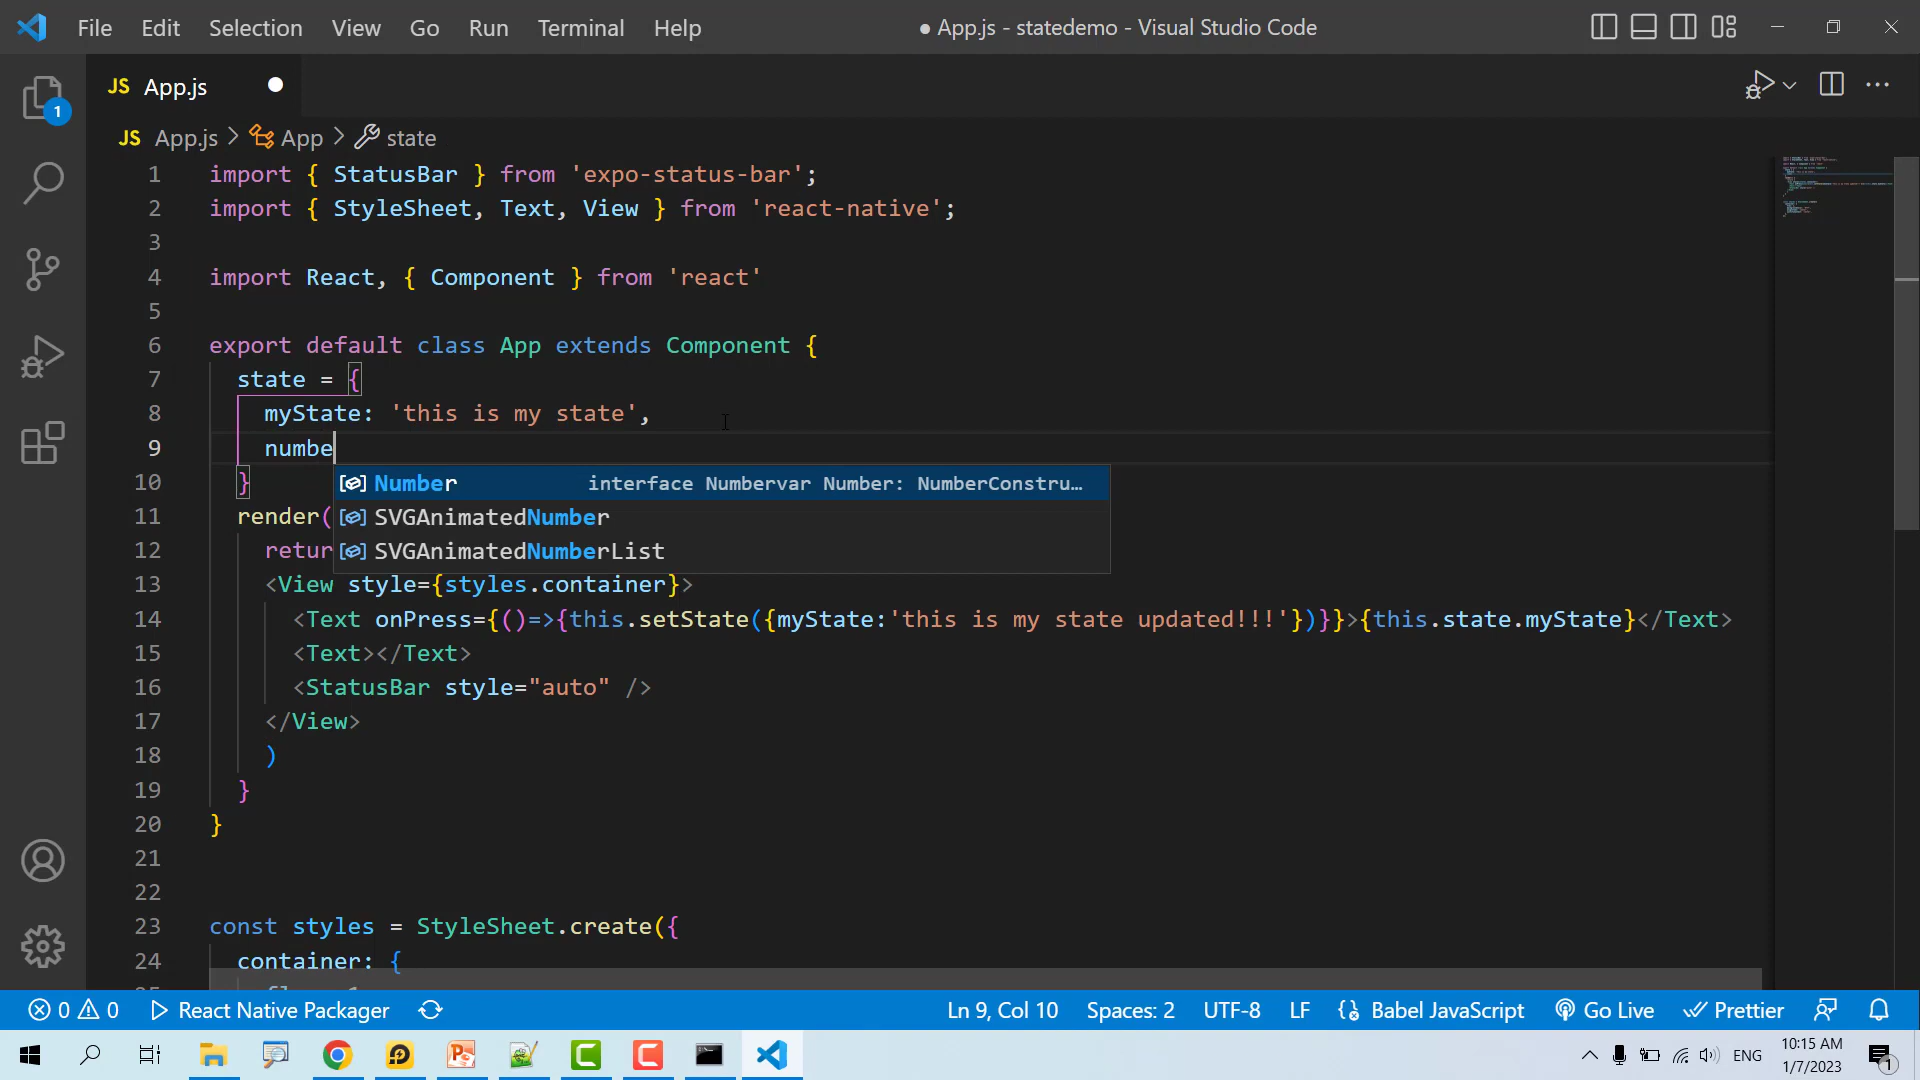 File Edit Selection View Go Run Terminal Help ● App.js - statedemo - Visual Studio Code
JS App.js
JS App.js > App > state
1 import { StatusBar } from 'expo-status-bar';
2 import { StyleSheet, Text, View } from 'react-native';
3
4 import React, { Component } from 'react'
5
6 export default class App extends Component {
7 state = {
8 myState: 'this is my state',
9 numbe
Number interface Numbervar Number: NumberConstru…
10 }
SVGAnimatedNumber
11 render(
SVGAnimatedNumberList
12 retur
13 <View style={styles.container}>
14 <Text onPress={()=>{this.setState({myState:'this is my state updated!!!'})}}>{this.state.myState}</Text>
15 <Text></Text>
16 <StatusBar style="auto" />
17 </View>
18 )
19 }
20 }
21
22
23 const styles = StyleSheet.create({
24 container: {
1
0 0 React Native Packager Ln 9, Col 10 Spaces: 2 UTF-8 LF Babel JavaScript Go Live Prettier
ENG 10:15 AM
1/7/2023 1